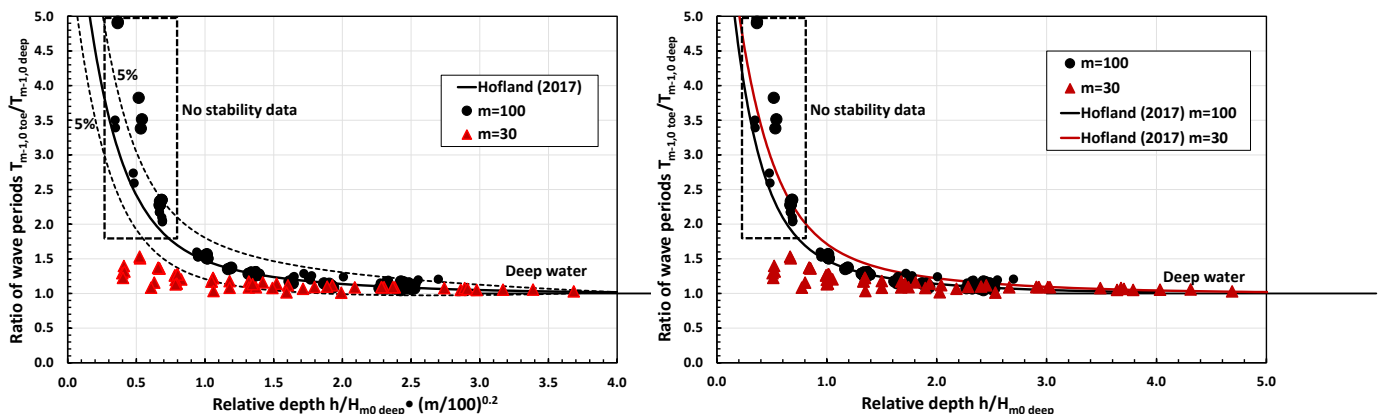 Ratio of wave periods T_m-1,0 toe/T_m-1,0 deep
5.0
4.5
4.0
3.5
3.0
2.5
2.0
1.5
1.0
0.5
0.0
5%
5%
No stability data
Hofland (2017)
m=100
m=30
Deep water
0.0 0.5 1.0 1.5 2.0 2.5 3.0 3.5 4.0
Relative depth h/H_m0 deep • (m/100)^0.2
Ratio of wave periods T_m-1,0 toe/T_m-1,0 deep
5.0
4.5
4.0
3.5
3.0
2.5
2.0
1.5
1.0
0.5
0.0
No stability data
m=100
m=30
Hofland (2017) m=100
Hofland (2017) m=30
Deep water
0.0 1.0 2.0 3.0 4.0 5.0
Relative depth h/H_m0 deep